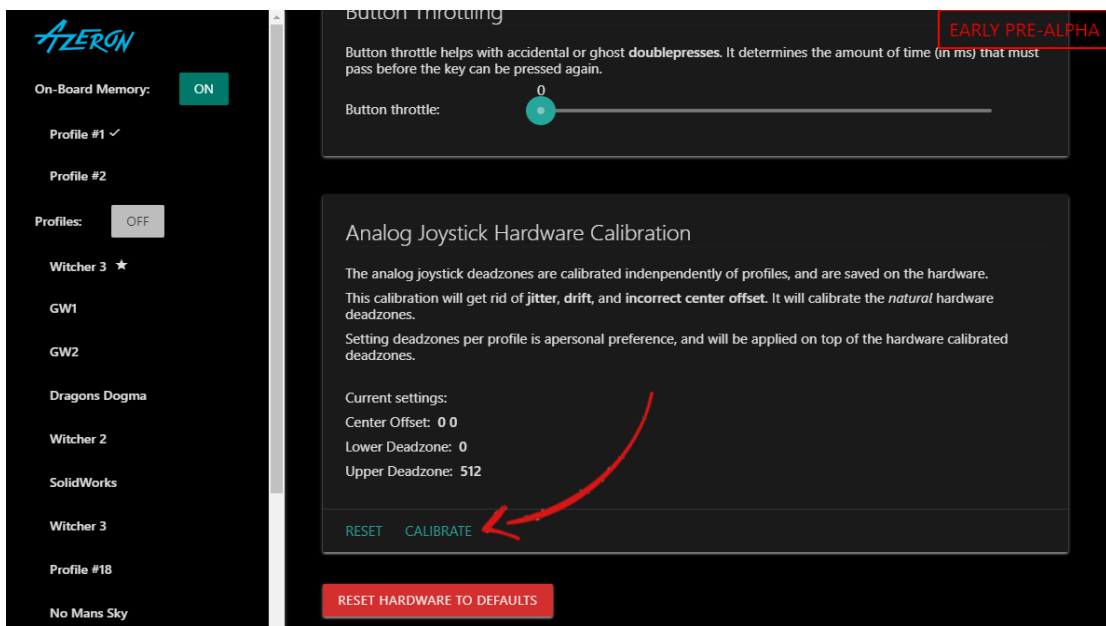 AZERON
On-Board Memory: ON
Profile #1
Profile #2
Profiles: OFF
Witcher 3
GW1
GW2
Dragons Dogma
Witcher 2
SolidWorks
Witcher 3
Profile #18
No Mans Sky
Button Throttling
EARLY PRE-ALPHA
Button throttle helps with accidental or ghost doublepresses. It determines the amount of time (in ms) that must
pass before the key can be pressed again.
0
Button throttle:
Analog Joystick Hardware Calibration
The analog joystick deadzones are calibrated indenpendently of profiles, and are saved on the hardware.
This calibration will get rid of jitter, drift, and incorrect center offset. It will calibrate the natural hardware
deadzones.
Setting deadzones per profile is apersonal preference, and will be applied on top of the hardware calibrated
deadzones.
Current settings:
Center Offset: 0 0
Lower Deadzone: 0
Upper Deadzone: 512
RESET CALIBRATE
RESET HARDWARE TO DEFAULTS